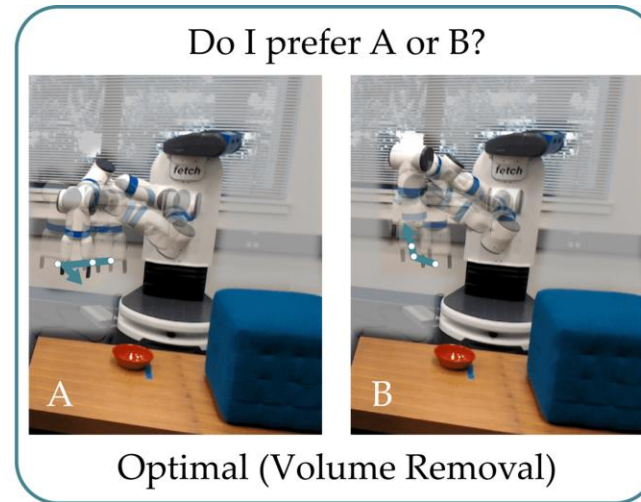 Do I prefer A or B?
fetch
fetch
A
B
Optimal (Volume Removal)